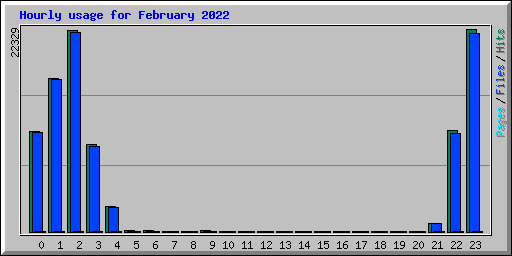 Hourly usage for February 2022
22329
Pages/Files/Hits
0 1 2 3 4 5 6 7 8 9 10 11 12 13 14 15 16 17 18 19 20 21 22 23